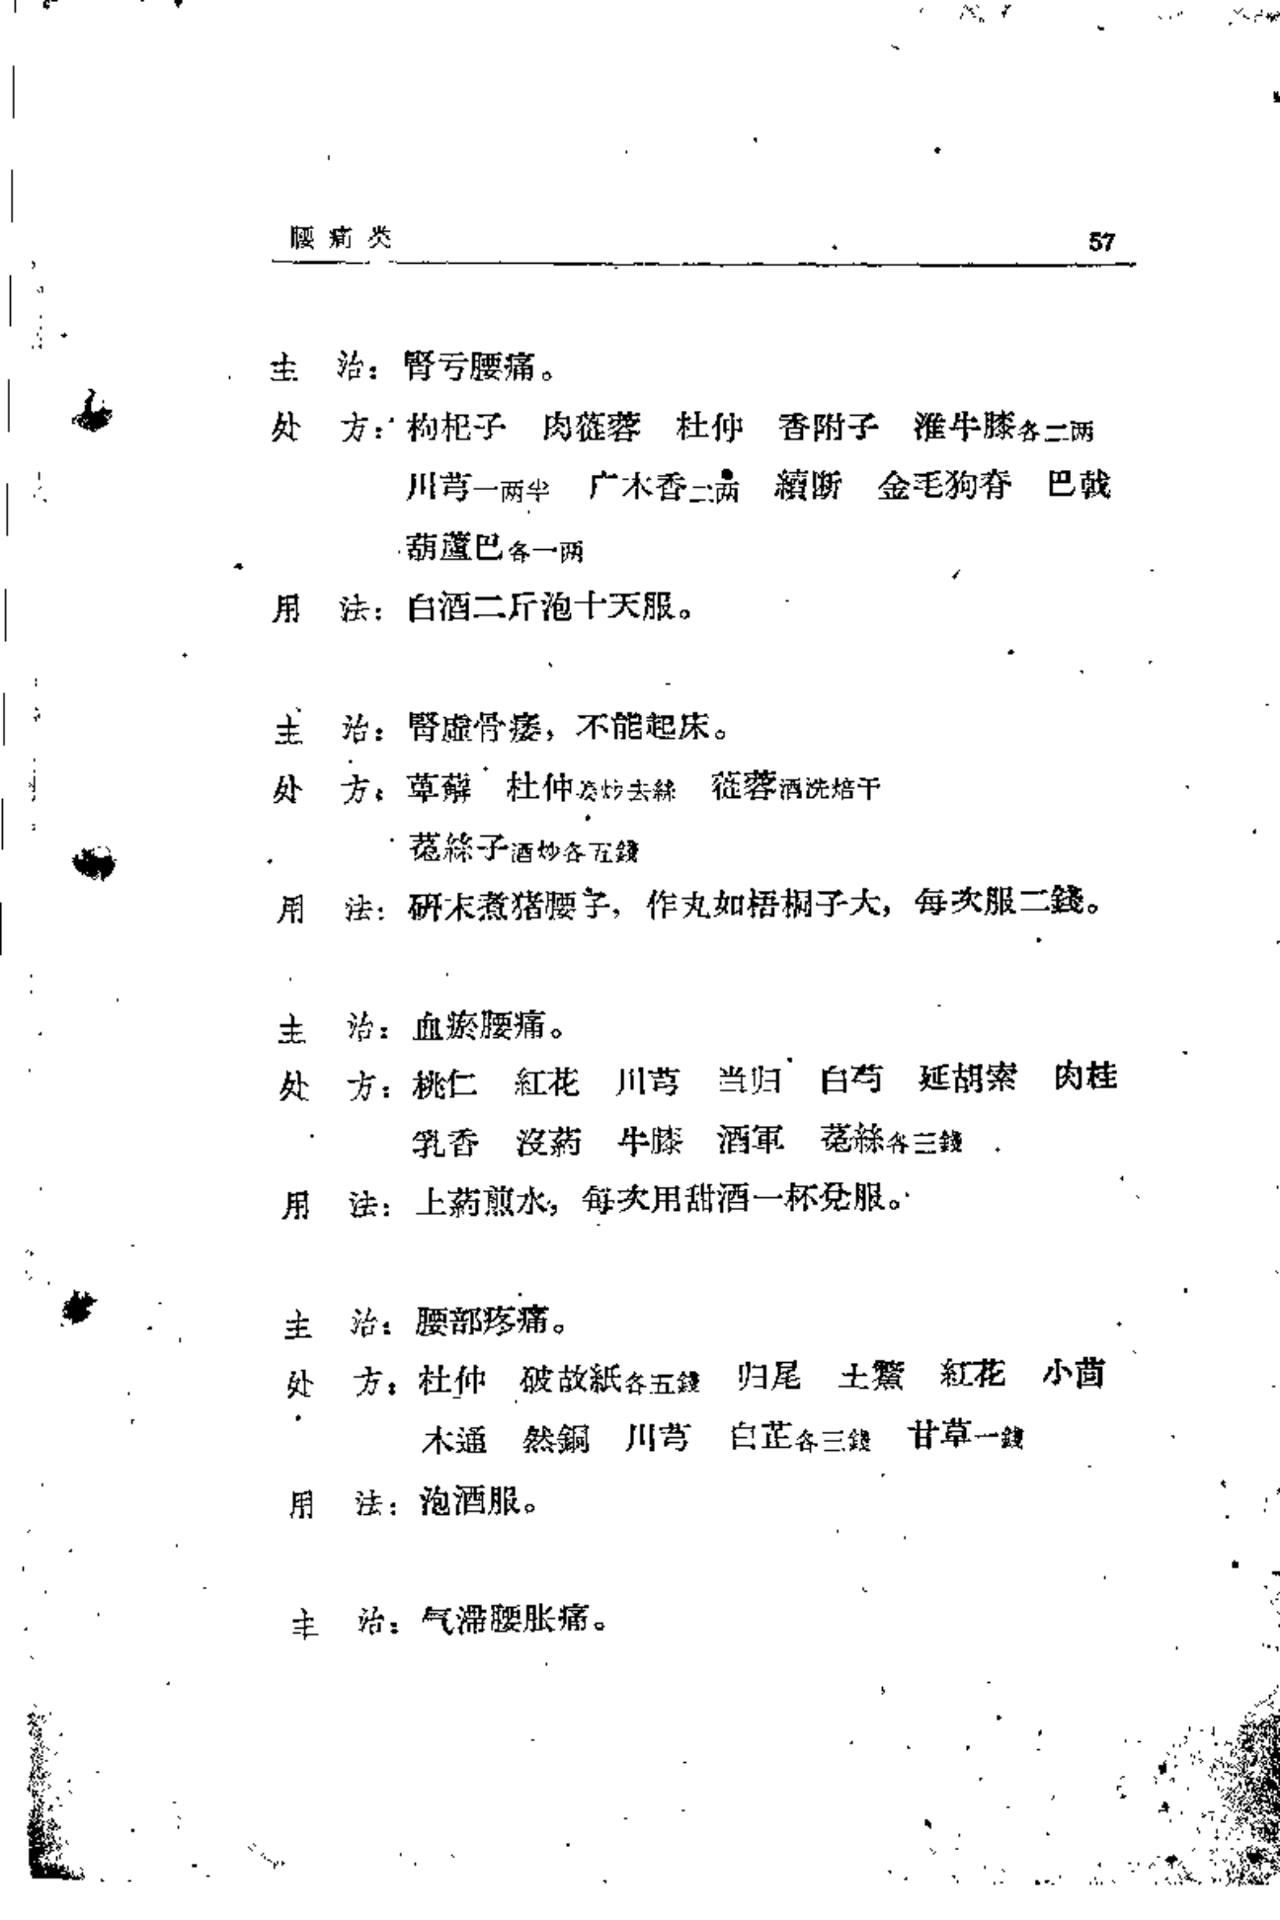 腰痛类 57
主 治：腎亏腰痛。
处 方：枸杞子 肉蓯蓉 杜仲 香附子 淮牛膝各二两
川芎一两半 广木香二两 續断 金毛狗脊 巴戟
葫蘆巴各一两
用 法：白酒二斤泡十天服。
主 治：腎虛骨痿，不能起床。
处 方：萆薢 杜仲姜炒去絲 蓯蓉酒洗焙干
菟絲子酒炒各五錢
用 法：研末煮猪腰子，作丸如梧桐子大，每次服二錢。
主 治：血瘀腰痛。
处 方：桃仁 紅花 川芎 当归 白芍 延胡索 肉桂
乳香 沒葯 牛膝 酒軍 菟絲各三錢
用 法：上葯煎水，每次用甜酒一杯兌服。
主 治：腰部疼痛。
处 方：杜仲 破故紙各五錢 归尾 土鱉 紅花 小茴
木通 然銅 川芎 白芷各三錢 甘草一錢
用 法：泡酒服。
主 治：气滯腰胀痛。